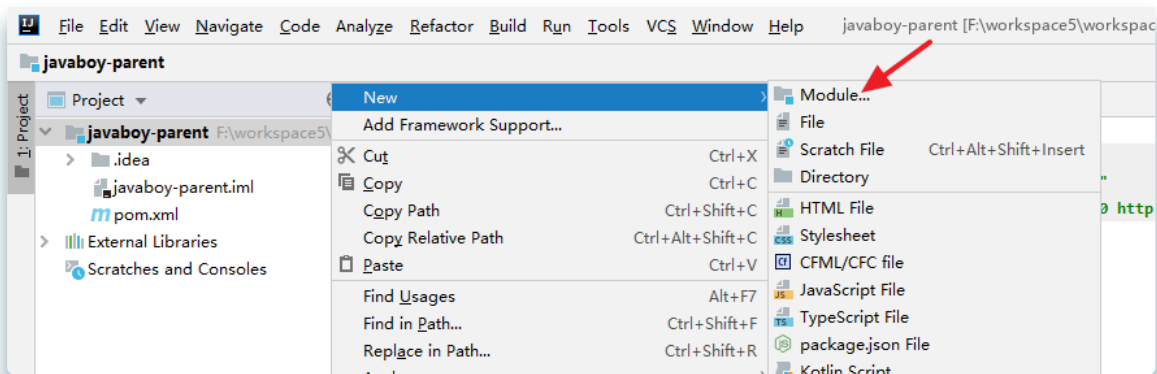 File Edit View Navigate Code Analyze Refactor Build Run Tools VCS Window Help javaboy-parent [F:\workspace5\workspac
javaboy-parent
1: Project
Project
javaboy-parent F:\workspace5\
.idea
javaboy-parent.iml
pom.xml
External Libraries
Scratches and Consoles
New
Add Framework Support...
Cut Ctrl+X
Copy Ctrl+C
Copy Path Ctrl+Shift+C
Copy Relative Path Ctrl+Alt+Shift+C
Paste Ctrl+V
Find Usages Alt+F7
Find in Path... Ctrl+Shift+F
Replace in Path... Ctrl+Shift+R
Module...
File
Scratch File Ctrl+Alt+Shift+Insert
Directory
HTML File
Stylesheet
CFML/CFC file
JavaScript File
TypeScript File
package.json File
Kotlin Script
"
0 http